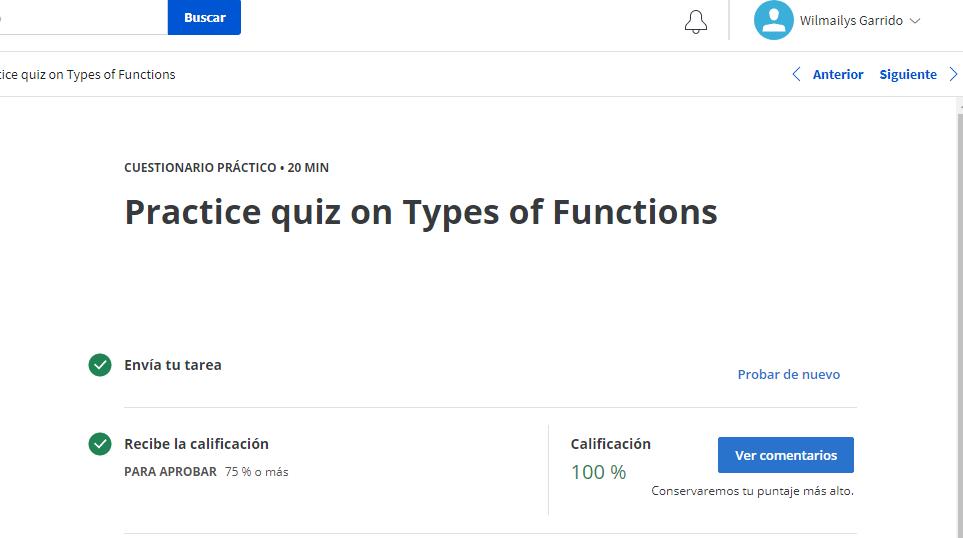 Buscar
Wilmailys Garrido
tice quiz on Types of Functions
Anterior
Siguiente
CUESTIONARIO PRÁCTICO • 20 MIN
Practice quiz on Types of Functions
Envía tu tarea
Probar de nuevo
Recibe la calificación
PARA APROBAR 75 % o más
Calificación
100 %
Ver comentarios
Conservaremos tu puntaje más alto.